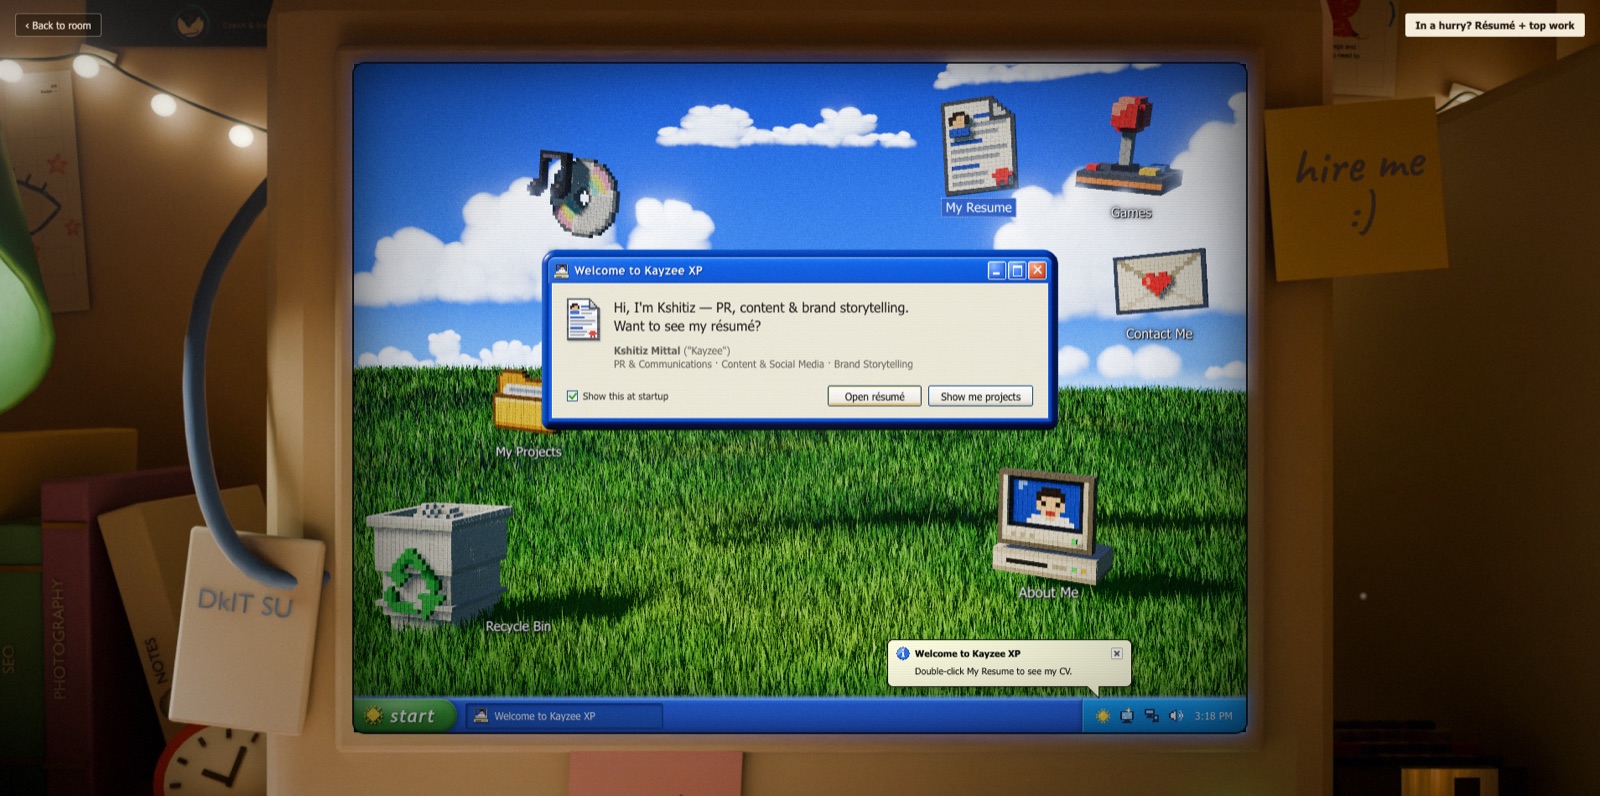 ‹ Back to room
In a hurry? Résumé + top work
hire me
:)
My Resume
Games
Contact Me
Welcome to Kayzee XP
Hi, I'm Kshitiz — PR, content & brand storytelling.
Want to see my résumé?
Kshitiz Mittal ("Kayzee")
PR & Communications · Content & Social Media · Brand Storytelling
Show this at startup
Open résumé
Show me projects
My Projects
Recycle Bin
About Me
DkIT SU
SEO
PHOTOGRAPHY
NOTES
Welcome to Kayzee XP
Double-click My Resume to see my CV.
start
Welcome to Kayzee XP
3:18 PM